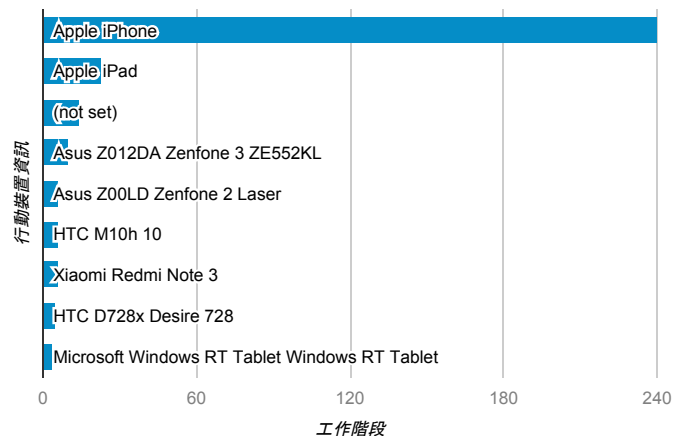 Apple iPhone
Apple iPad
(not set)
Asus Z012DA Zenfone 3 ZE552KL
Asus Z00LD Zenfone 2 Laser
HTC M10h 10
Xiaomi Redmi Note 3
HTC D728x Desire 728
Microsoft Windows RT Tablet Windows RT Tablet
行動裝置資訊
0 60 120 180 240
工作階段